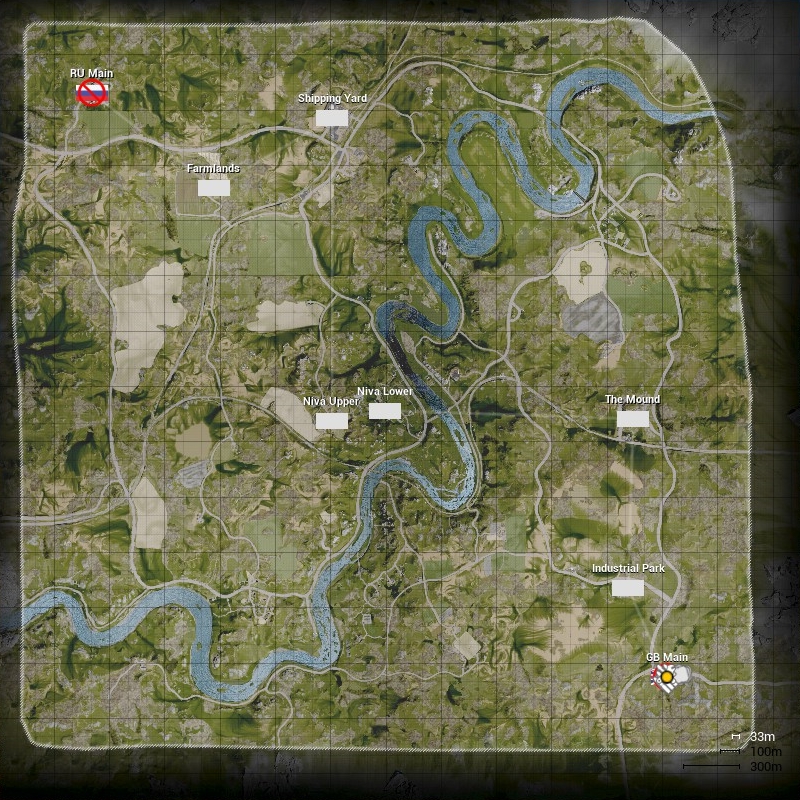 RU Main
Shipping Yard
Farmlands
Niva Lower
Niva Upper
The Mound
Industrial Park
GB Main
33m
100m
300m